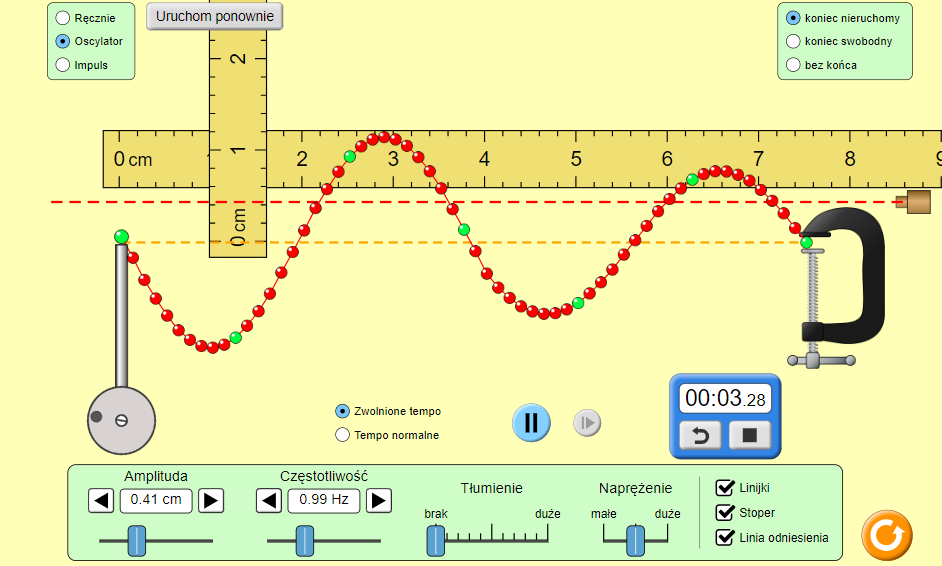 Ręcznie
Oscylator
Impuls
Uruchom ponownie
koniec nieruchomy
koniec swobodny
bez końca
2
1
0 cm
0 cm 1 2 3 4 5 6 7 8 9
Zwolnione tempo
Tempo normalne
00:03.28
Amplituda
0.41 cm
Częstotliwość
0.99 Hz
Tłumienie
brak duże
Naprężenie
małe duże
Linijki
Stoper
Linia odniesienia